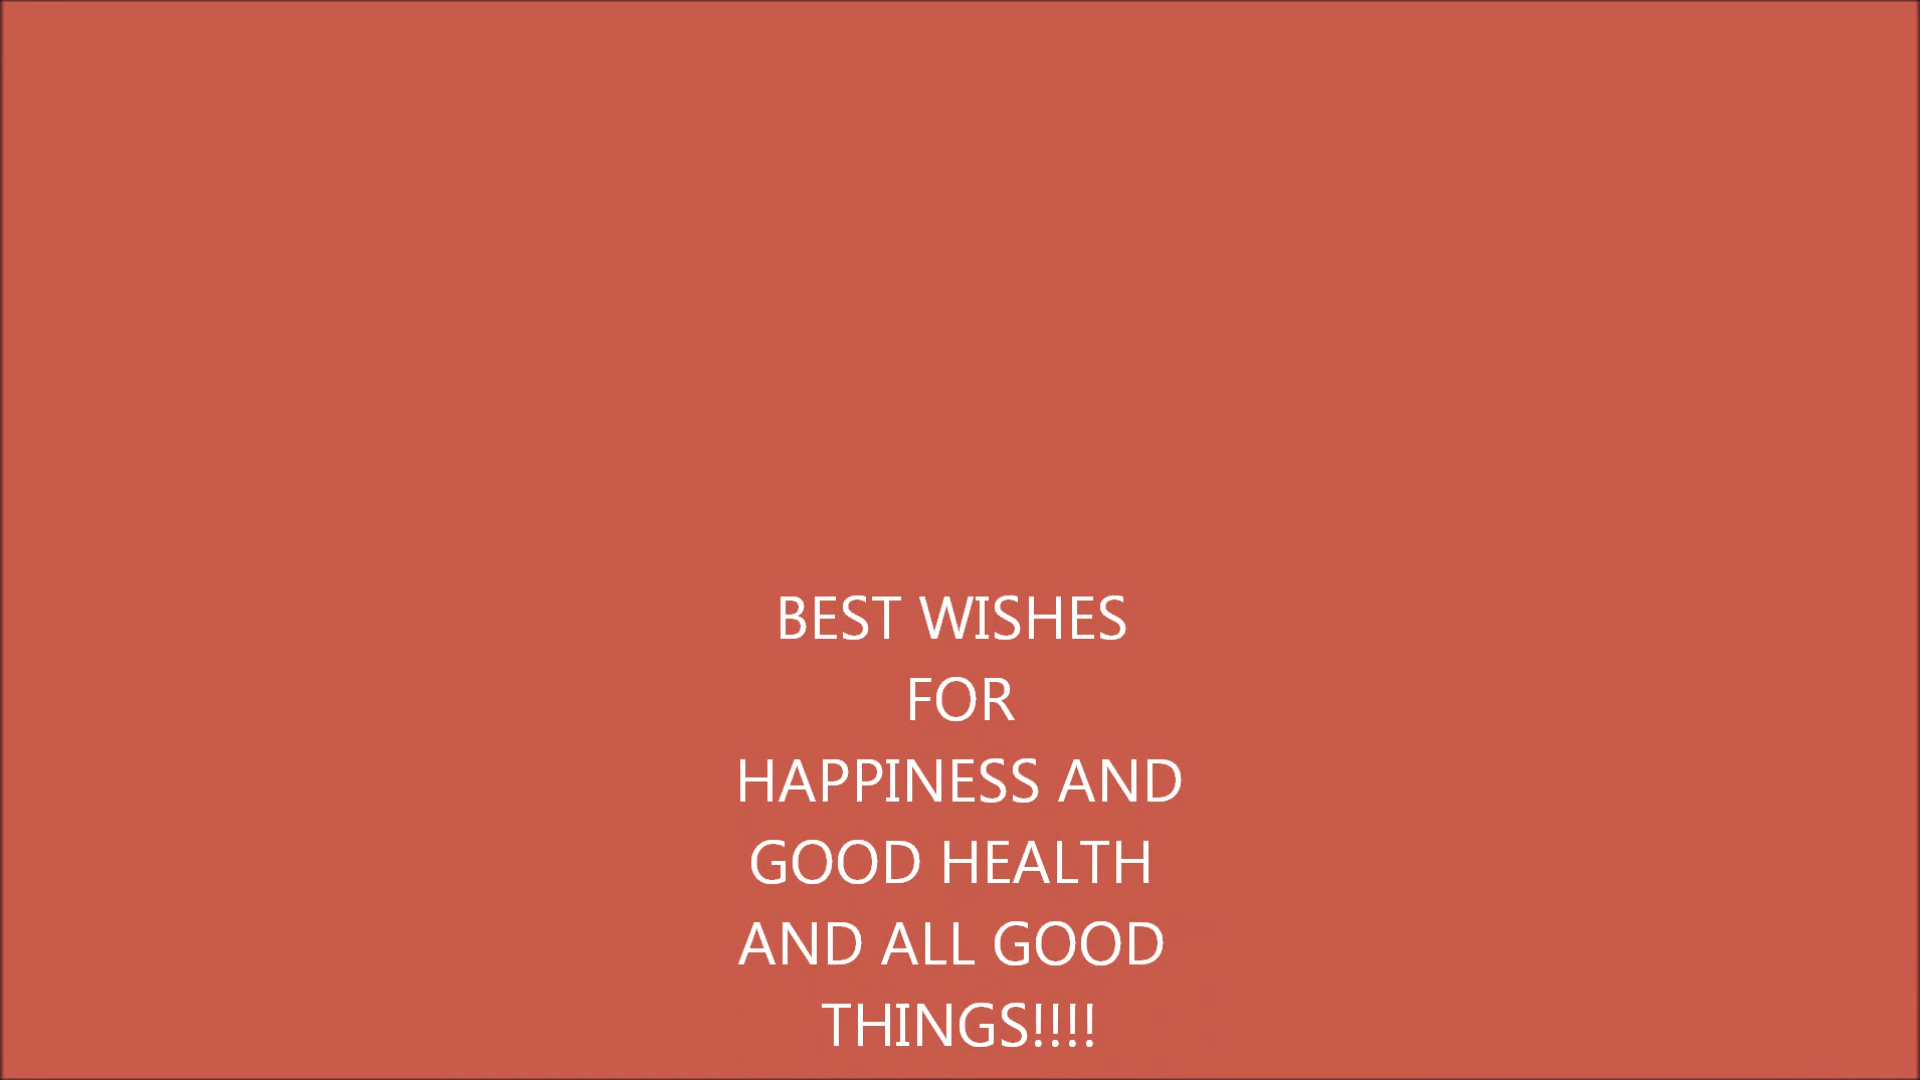 BEST WISHES
FOR
HAPPINESS AND
GOOD HEALTH
AND ALL GOOD
THINGS!!!!